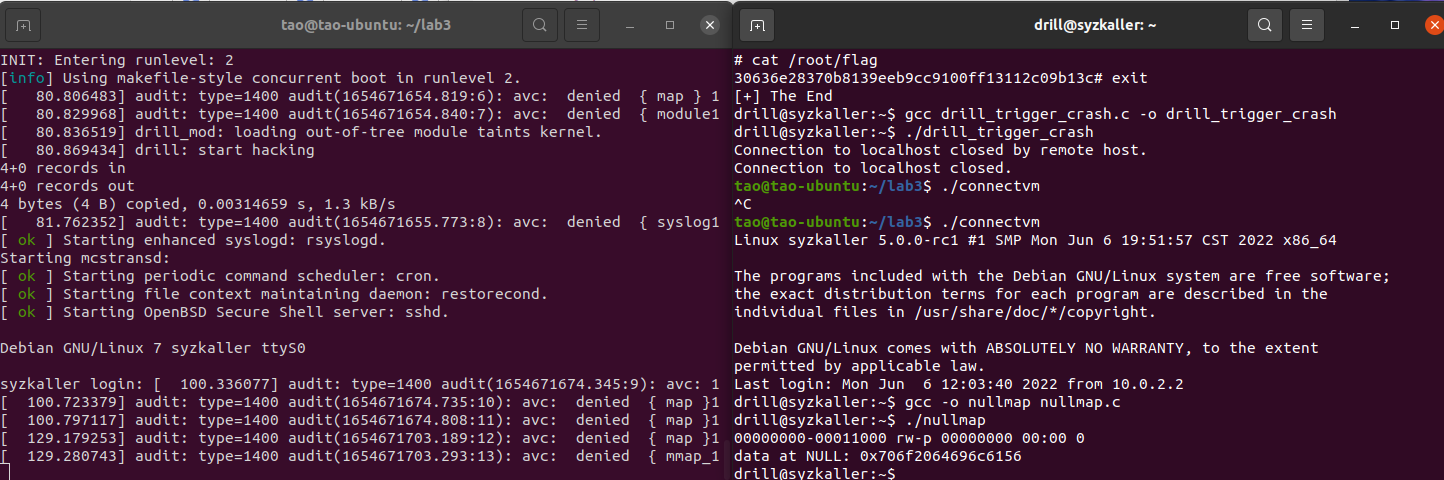 tao@tao-ubuntu: ~/lab3
INIT: Entering runlevel: 2
[info] Using makefile-style concurrent boot in runlevel 2.
[   80.806483] audit: type=1400 audit(1654671654.819:6): avc:  denied  { map } 1
[   80.829968] audit: type=1400 audit(1654671654.840:7): avc:  denied  { module1
[   80.836519] drill_mod: loading out-of-tree module taints kernel.
[   80.869434] drill: start hacking
4+0 records in
4+0 records out
4 bytes (4 B) copied, 0.00314659 s, 1.3 kB/s
[   81.762352] audit: type=1400 audit(1654671655.773:8): avc:  denied  { syslog1
[ ok ] Starting enhanced syslogd: rsyslogd.
Starting mcstransd:
[ ok ] Starting periodic command scheduler: cron.
[ ok ] Starting file context maintaining daemon: restorecond.
[ ok ] Starting OpenBSD Secure Shell server: sshd.
Debian GNU/Linux 7 syzkaller ttyS0
syzkaller login: [  100.336077] audit: type=1400 audit(1654671674.345:9): avc: 1
[  100.723379] audit: type=1400 audit(1654671674.735:10): avc:  denied  { map }1
[  100.797117] audit: type=1400 audit(1654671674.808:11): avc:  denied  { map }1
[  129.179253] audit: type=1400 audit(1654671703.189:12): avc:  denied  { map }1
[  129.280743] audit: type=1400 audit(1654671703.293:13): avc:  denied  { mmap_1
drill@syzkaller: ~
# cat /root/flag
30636e28370b8139eeb9cc9100ff13112c09b13c# exit
[+] The End
drill@syzkaller:~$ gcc drill_trigger_crash.c -o drill_trigger_crash
drill@syzkaller:~$ ./drill_trigger_crash
Connection to localhost closed by remote host.
Connection to localhost closed.
tao@tao-ubuntu:~/lab3$ ./connectvm
^C
tao@tao-ubuntu:~/lab3$ ./connectvm
Linux syzkaller 5.0.0-rc1 #1 SMP Mon Jun 6 19:51:57 CST 2022 x86_64
The programs included with the Debian GNU/Linux system are free software;
the exact distribution terms for each program are described in the
individual files in /usr/share/doc/*/copyright.
Debian GNU/Linux comes with ABSOLUTELY NO WARRANTY, to the extent
permitted by applicable law.
Last login: Mon Jun  6 12:03:40 2022 from 10.0.2.2
drill@syzkaller:~$ gcc -o nullmap nullmap.c
drill@syzkaller:~$ ./nullmap
00000000-00011000 rw-p 00000000 00:00 0
data at NULL: 0x706f2064696c6156
drill@syzkaller:~$